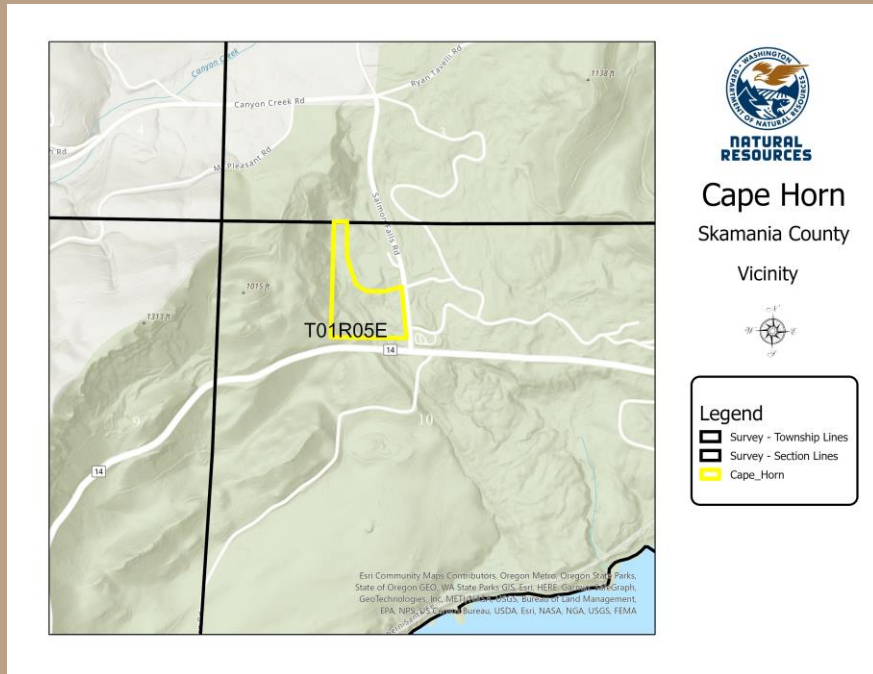 Canyon Creek
Ryan Tavelli Rd
1138 ft
Canyon Creek Rd
4
3
Mt Pleasant Rd
Salmon Falls Rd
1015 ft
1313 ft
T01R05E
14
9
10
14
Esri Community Maps Contributors, Oregon Metro, Oregon State Parks,
State of Oregon GEO, WA State Parks GIS, Esri, HERE, Garmin, SafeGraph,
GeoTechnologies, Inc, METI/NASA, USGS, Bureau of Land Management,
EPA, NPS, US Census Bureau, USDA, Esri, NASA, NGA, USGS, FEMA
WASHINGTON
DEPARTMENT OF NATURAL RESOURCES
NATURAL
RESOURCES
Cape Horn
Skamania County
Vicinity
N
W E
S
Legend
Survey - Township Lines
Survey - Section Lines
Cape_Horn